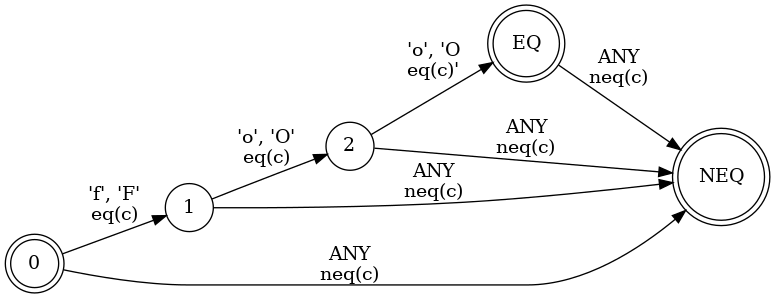 'o', 'O
eq(c)'
EQ
ANY
neq(c)
'o', 'O'
eq(c)
2
ANY
neq(c)
ANY
neq(c)
NEQ
'f', 'F'
eq(c)
1
0
ANY
neq(c)